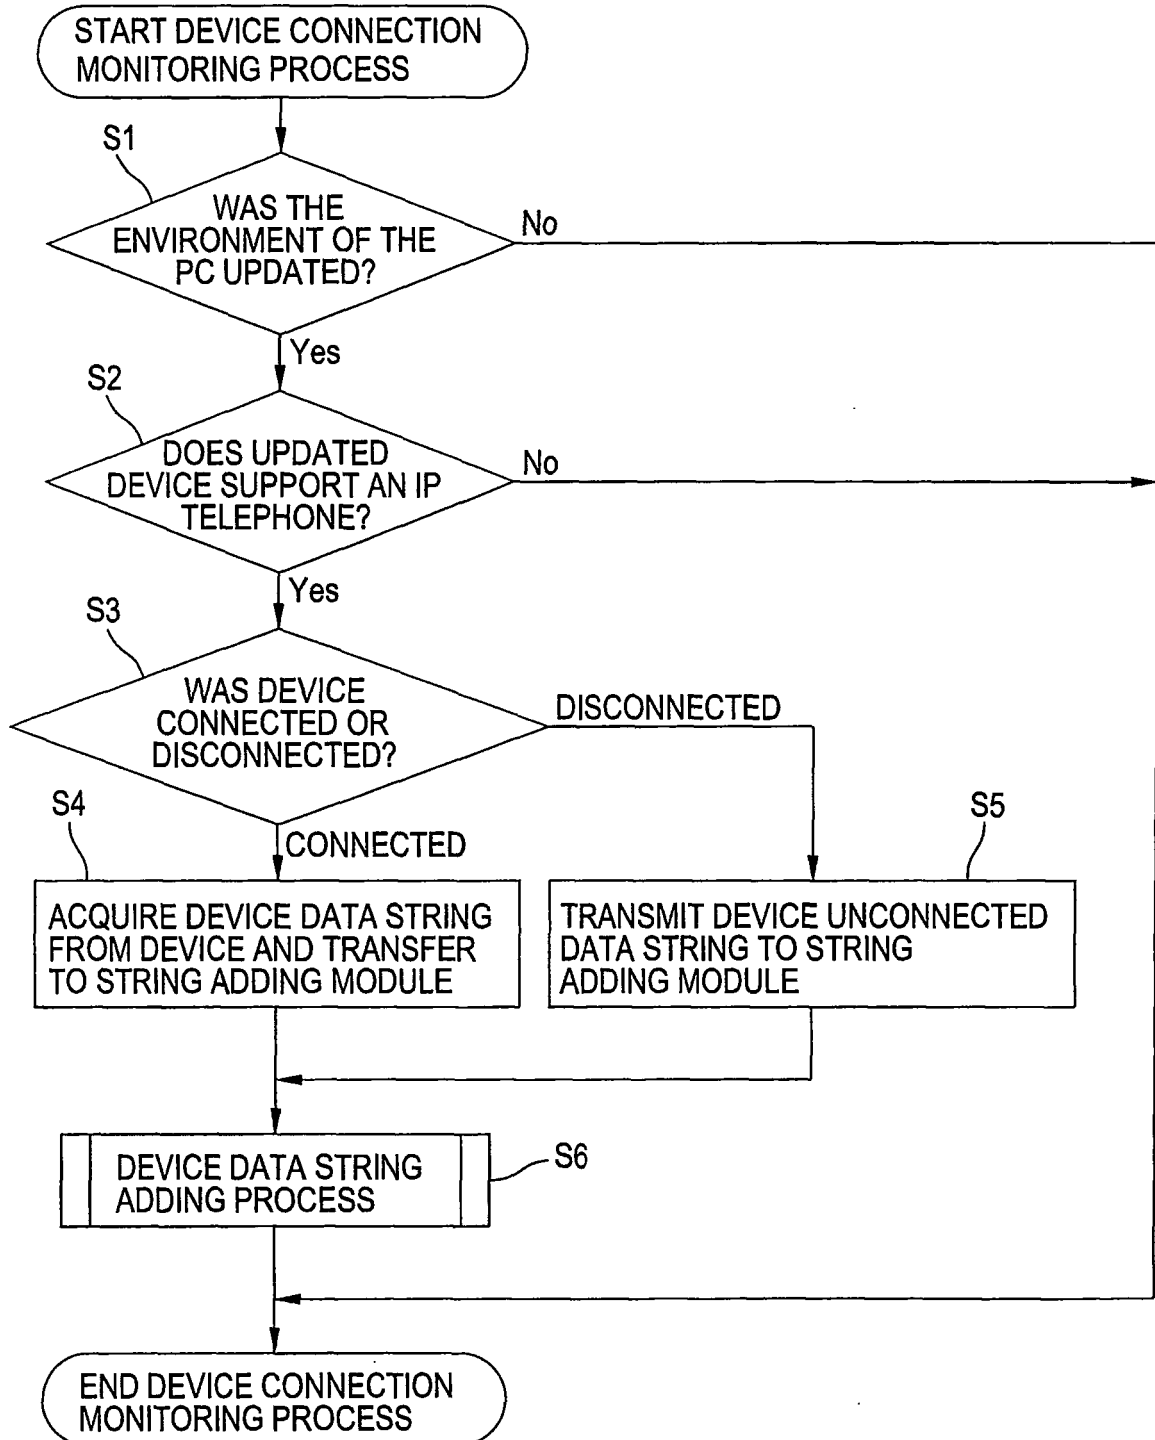 START DEVICE CONNECTION
MONITORING PROCESS
S1
WAS THE
ENVIRONMENT OF THE
PC UPDATED?
No
Yes
S2
DOES UPDATED
DEVICE SUPPORT AN IP
TELEPHONE?
No
Yes
S3
WAS DEVICE
CONNECTED OR
DISCONNECTED?
DISCONNECTED
CONNECTED
S4
ACQUIRE DEVICE DATA STRING
FROM DEVICE AND TRANSFER
TO STRING ADDING MODULE
S5
TRANSMIT DEVICE UNCONNECTED
DATA STRING TO STRING
ADDING MODULE
DEVICE DATA STRING
ADDING PROCESS
S6
END DEVICE CONNECTION
MONITORING PROCESS